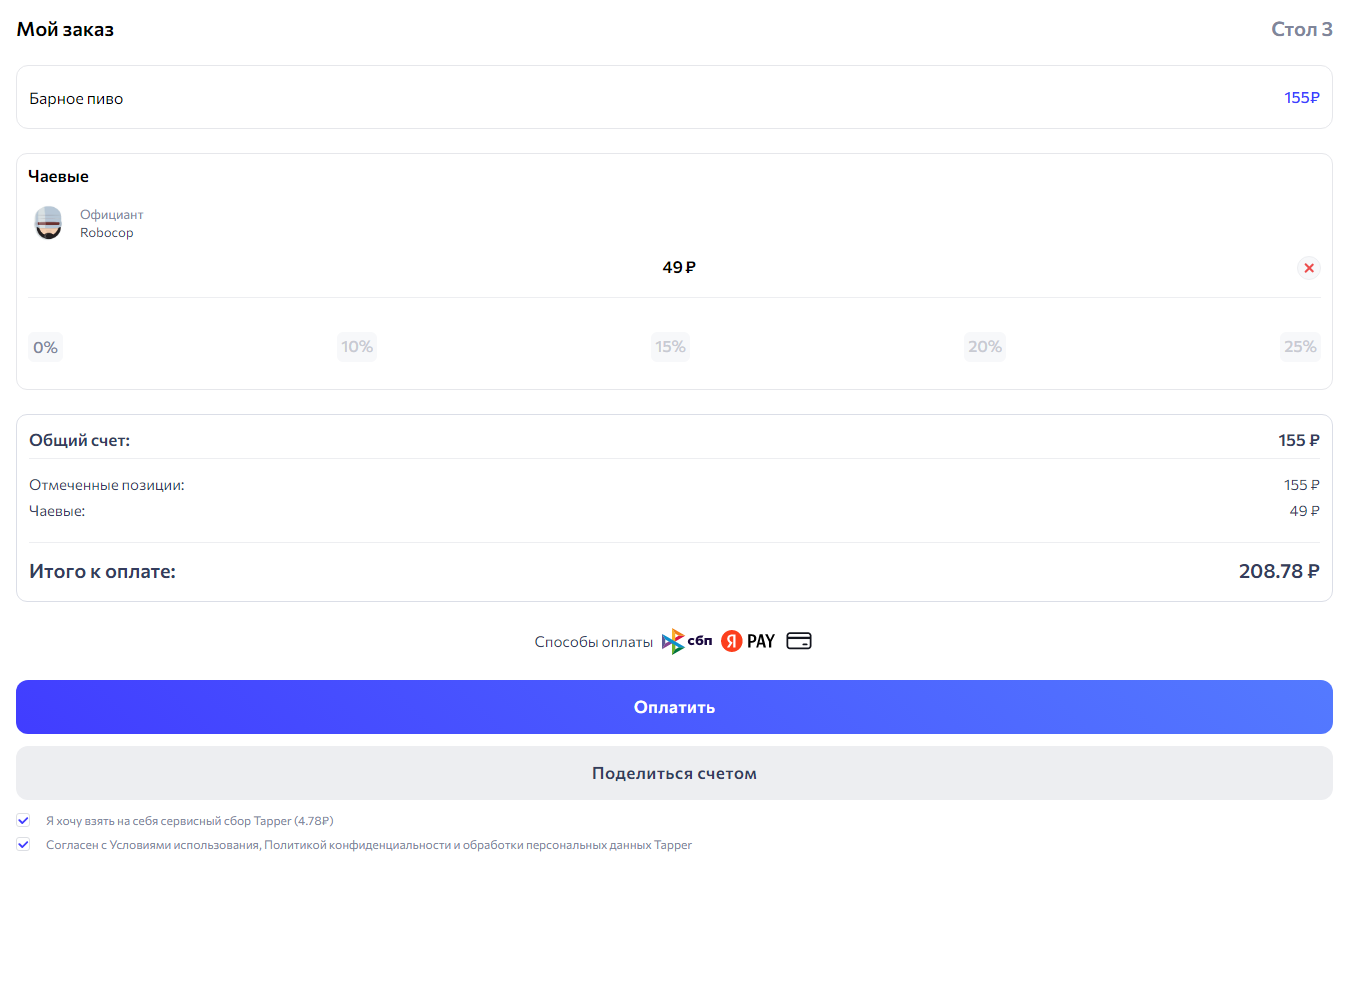 Мой заказ
Стол 3
Барное пиво
155₽
Чаевые
Официант
Robocop
49 ₽
0%
10%
15%
20%
25%
Общий счет:
155 ₽
Отмеченные позиции:
155 ₽
Чаевые:
49 ₽
Итого к оплате:
208.78 ₽
Способы оплаты сбп Я PAY
Оплатить
Поделиться счетом
Я хочу взять на себя сервисный сбор Tapper (4.78₽)
Согласен с Условиями использования, Политикой конфиденциальности и обработки персональных данных Tapper